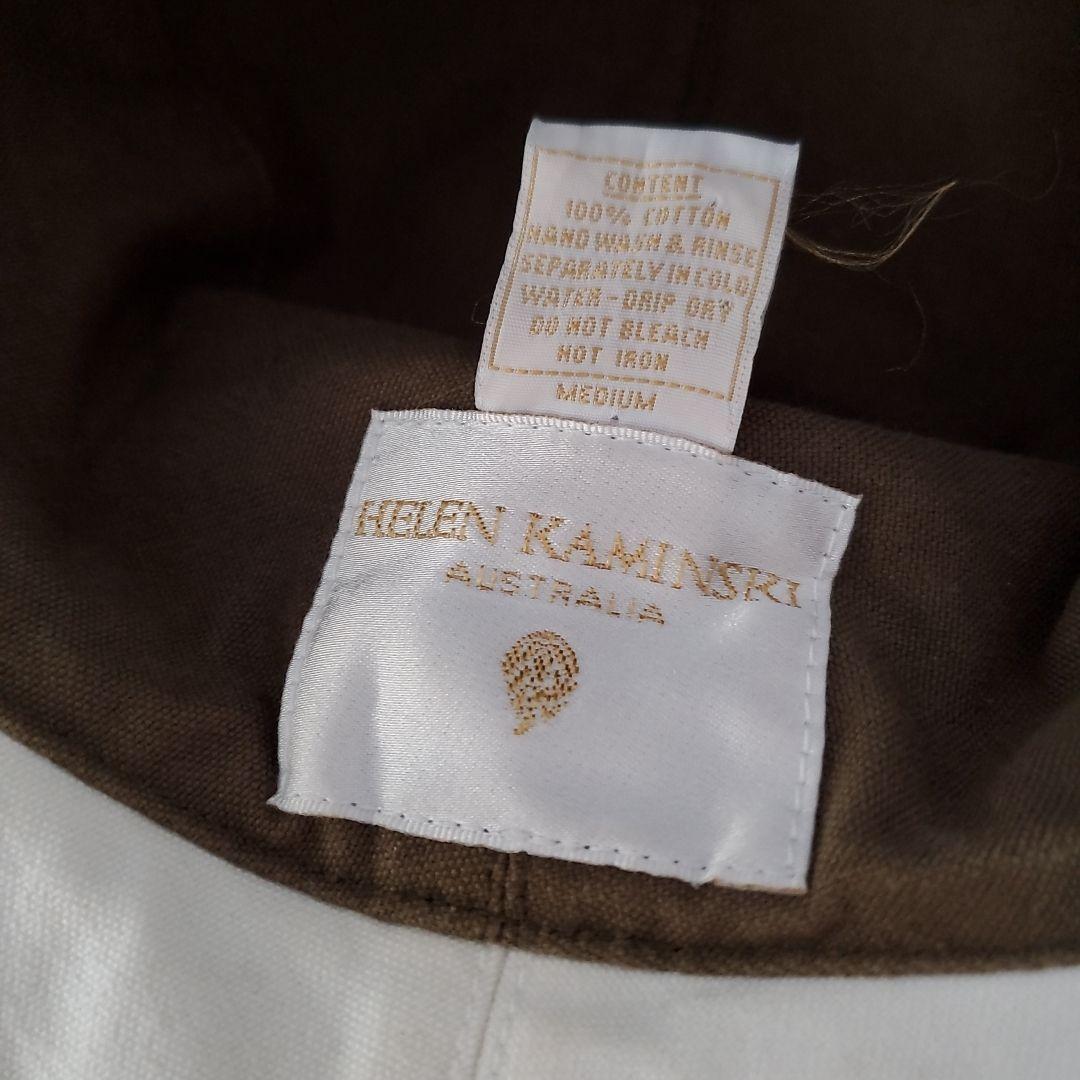 CONTENT
100% COTTON
HAND WASH & RINSE
SEPARATELY IN COLD
WATER - DRIP DRY
DO NOT BLEACH
HOT IRON
MEDIUM
HELEN KAMINSKI
AUSTRALIA